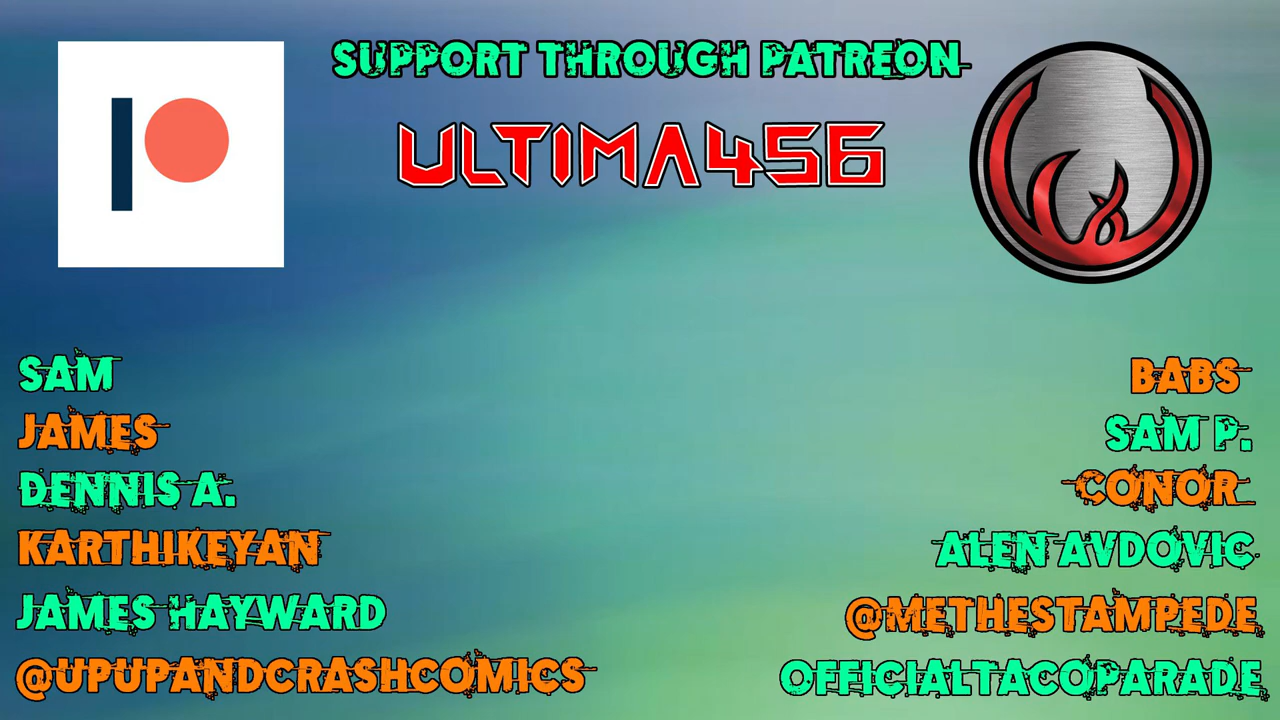 SUPPORT THROUGH PATREON
ULTIMA456
SAM
JAMES
DENNIS A.
KARTHIKEYAN
JAMES HAYWARD
@UPUPANDCRASHCOMICS
BABS
SAM P.
CONOR
ALEN AVDOVIC
@METHESTAMPEDE
OFFICIALTACOPARADE